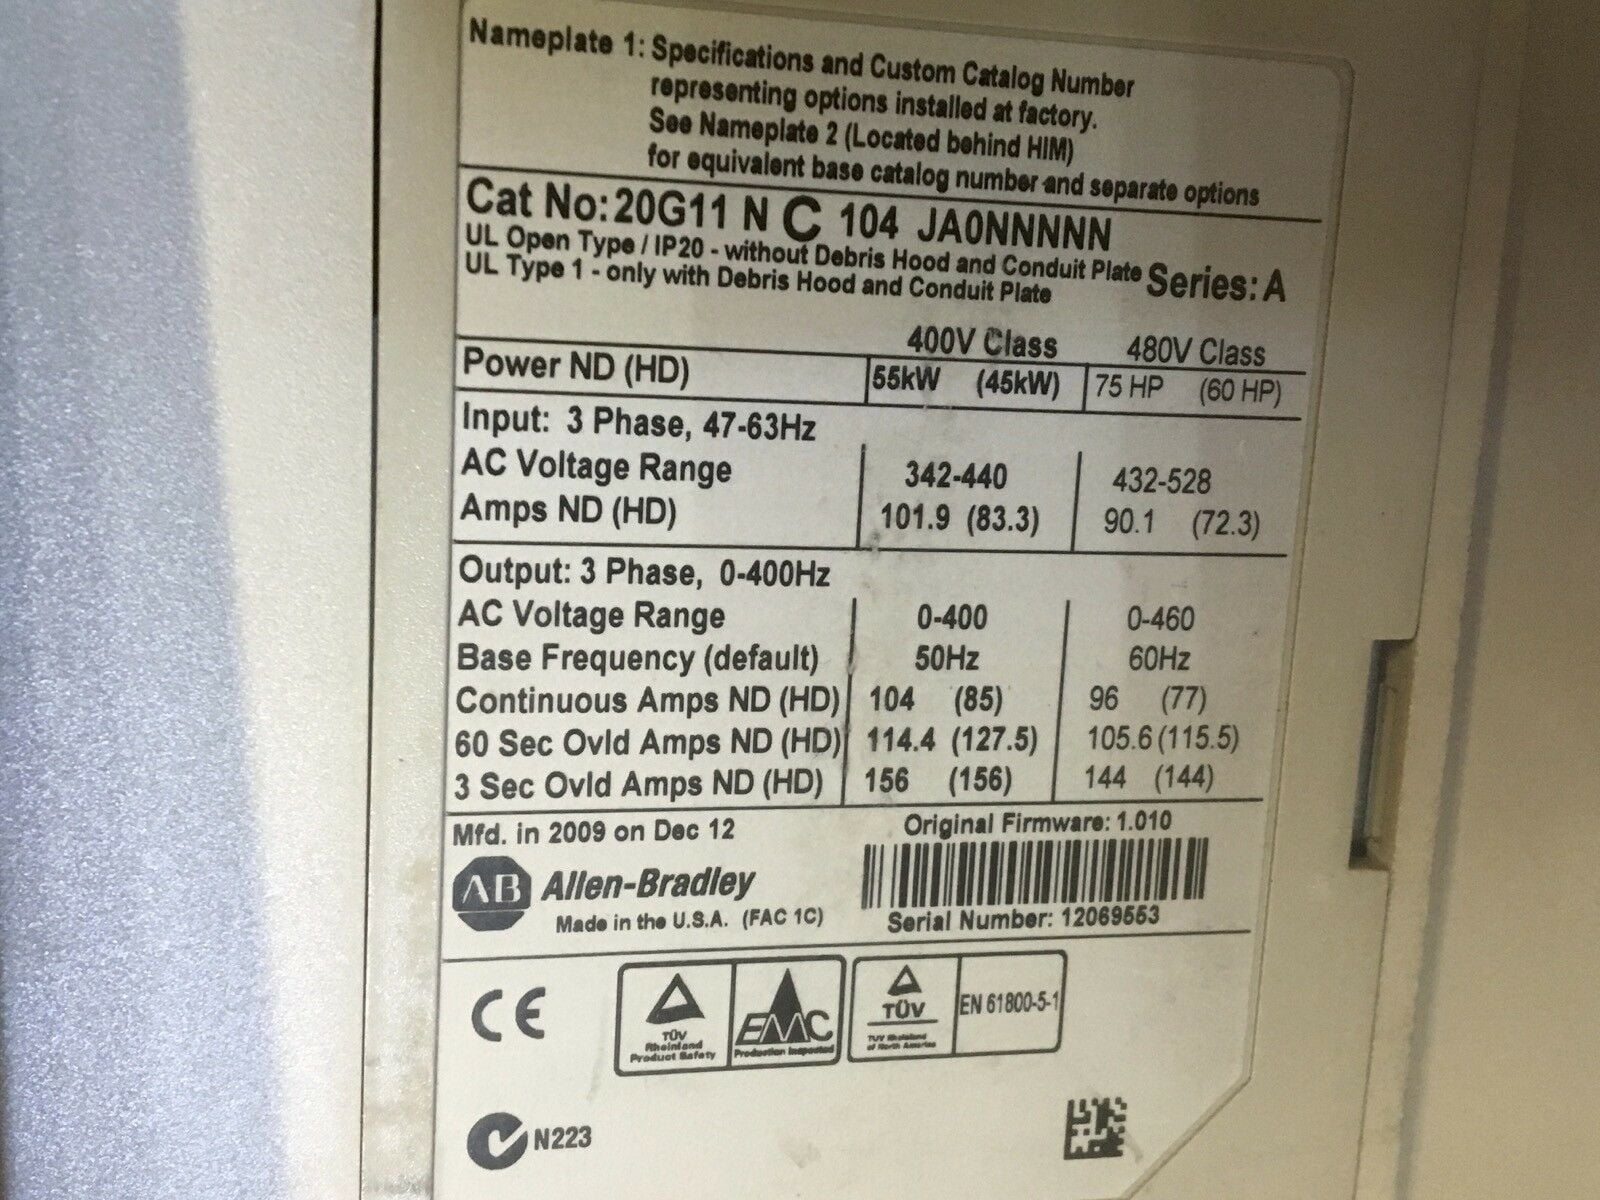 Nameplate 1: Specifications and Custom Catalog Number
representing options installed at factory.
See Nameplate 2 (Located behind HIM)
for equivalent base catalog number and separate options
Cat No: 20G11 N C 104 JA0NNNNN
UL Open Type / IP20 - without Debris Hood and Conduit Plate Series: A
UL Type 1 - only with Debris Hood and Conduit Plate
400V Class 480V Class
Power ND (HD) 55kW (45kW) 75 HP (60 HP)
Input: 3 Phase, 47-63Hz
AC Voltage Range 342-440 432-528
Amps ND (HD) 101.9 (83.3) 90.1 (72.3)
Output: 3 Phase, 0-400Hz
AC Voltage Range 0-400 0-460
Base Frequency (default) 50Hz 60Hz
Continuous Amps ND (HD) 104 (85) 96 (77)
60 Sec Ovld Amps ND (HD) 114.4 (127.5) 105.6 (115.5)
3 Sec Ovld Amps ND (HD) 156 (156) 144 (144)
Mfd. in 2009 on Dec 12 Original Firmware: 1.010
AB Allen-Bradley
Made in the U.S.A. (FAC 1C) Serial Number: 12069553
CE
TÜV
Rheinland
Product Safety
EMC
Production Inspected
TÜV
TUV Rheinland
of North America
EN 61800-5-1
N223